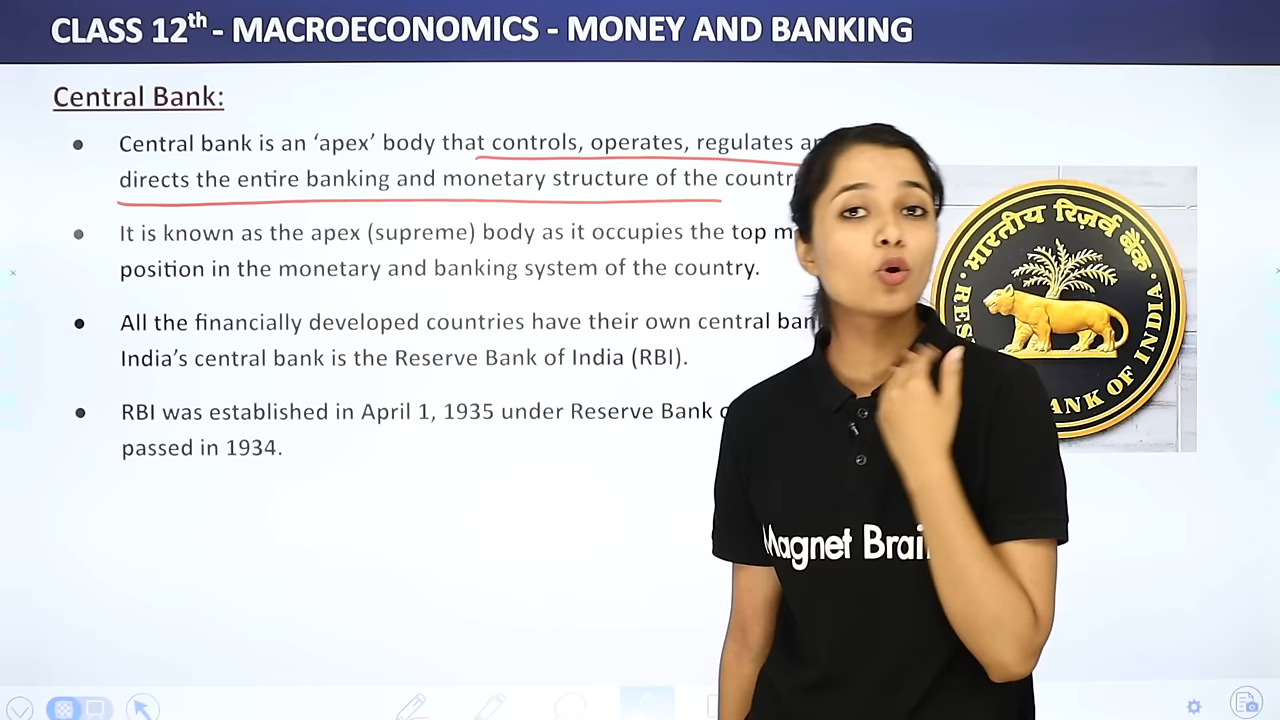 CLASS 12th - MACROECONOMICS - MONEY AND BANKING
Central Bank:
• Central bank is an ‘apex’ body that controls, operates, regulates
directs the entire banking and monetary structure of the
• It is known as the apex (supreme) body as it occupies the top
position in the monetary and banking system of the country.
• All the financially developed countries have their own central
India’s central bank is the Reserve Bank of India (RBI).
• RBI was established in April 1, 1935 under Reserve Bank
passed in 1934.
भारतीय रिज़र्व बैंक
OF INDIA
Magnet